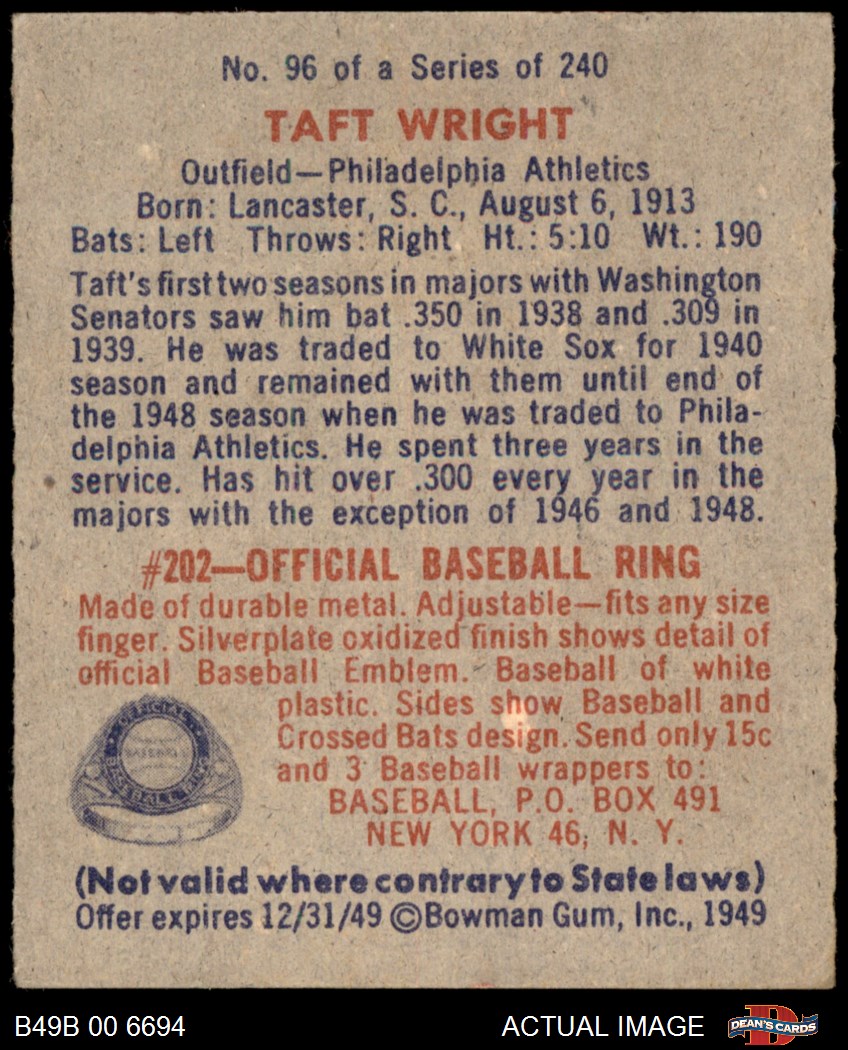 No. 96 of a Series of 240
TAFT WRIGHT
Outfield—Philadelphia Athletics
Born: Lancaster, S. C., August 6, 1913
Bats: Left Throws: Right Ht.: 5:10 Wt.: 190
Taft's first two seasons in majors with Washington
Senators saw him bat .350 in 1938 and .309 in
1939. He was traded to White Sox for 1940
season and remained with them until end of
the 1948 season when he was traded to Phila-
delphia Athletics. He spent three years in the
service. Has hit over .300 every year in the
majors with the exception of 1946 and 1948.
#202—OFFICIAL BASEBALL RING
Made of durable metal. Adjustable—fits any size
finger. Silverplate oxidized finish shows detail of
official Baseball Emblem. Baseball of white
plastic. Sides show Baseball and
Crossed Bats design. Send only 15c
and 3 Baseball wrappers to:
BASEBALL, P.O. BOX 491
NEW YORK 46, N. Y.
OFFICIAL
BASEBALL
BASEBALL RING
(Not valid where contrary to State laws)
Offer expires 12/31/49 ©Bowman Gum, Inc., 1949
B49B 00 6694
ACTUAL IMAGE
D
DEAN'S CARDS